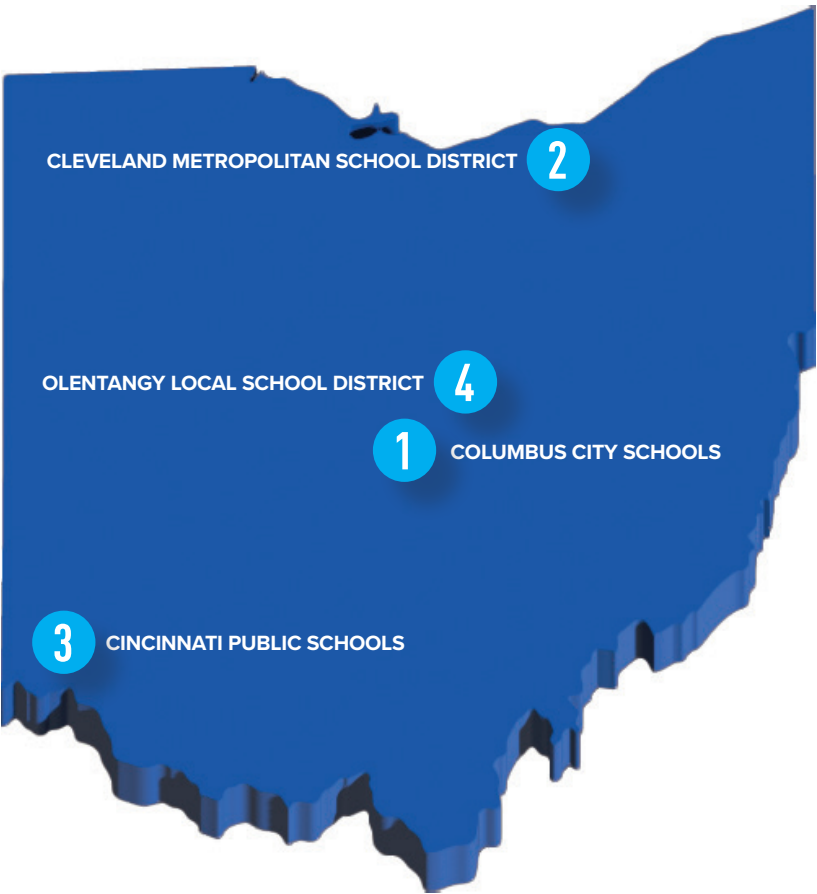 CLEVELAND METROPOLITAN SCHOOL DISTRICT 2
OLENTANGY LOCAL SCHOOL DISTRICT 4
1 COLUMBUS CITY SCHOOLS
3 CINCINNATI PUBLIC SCHOOLS